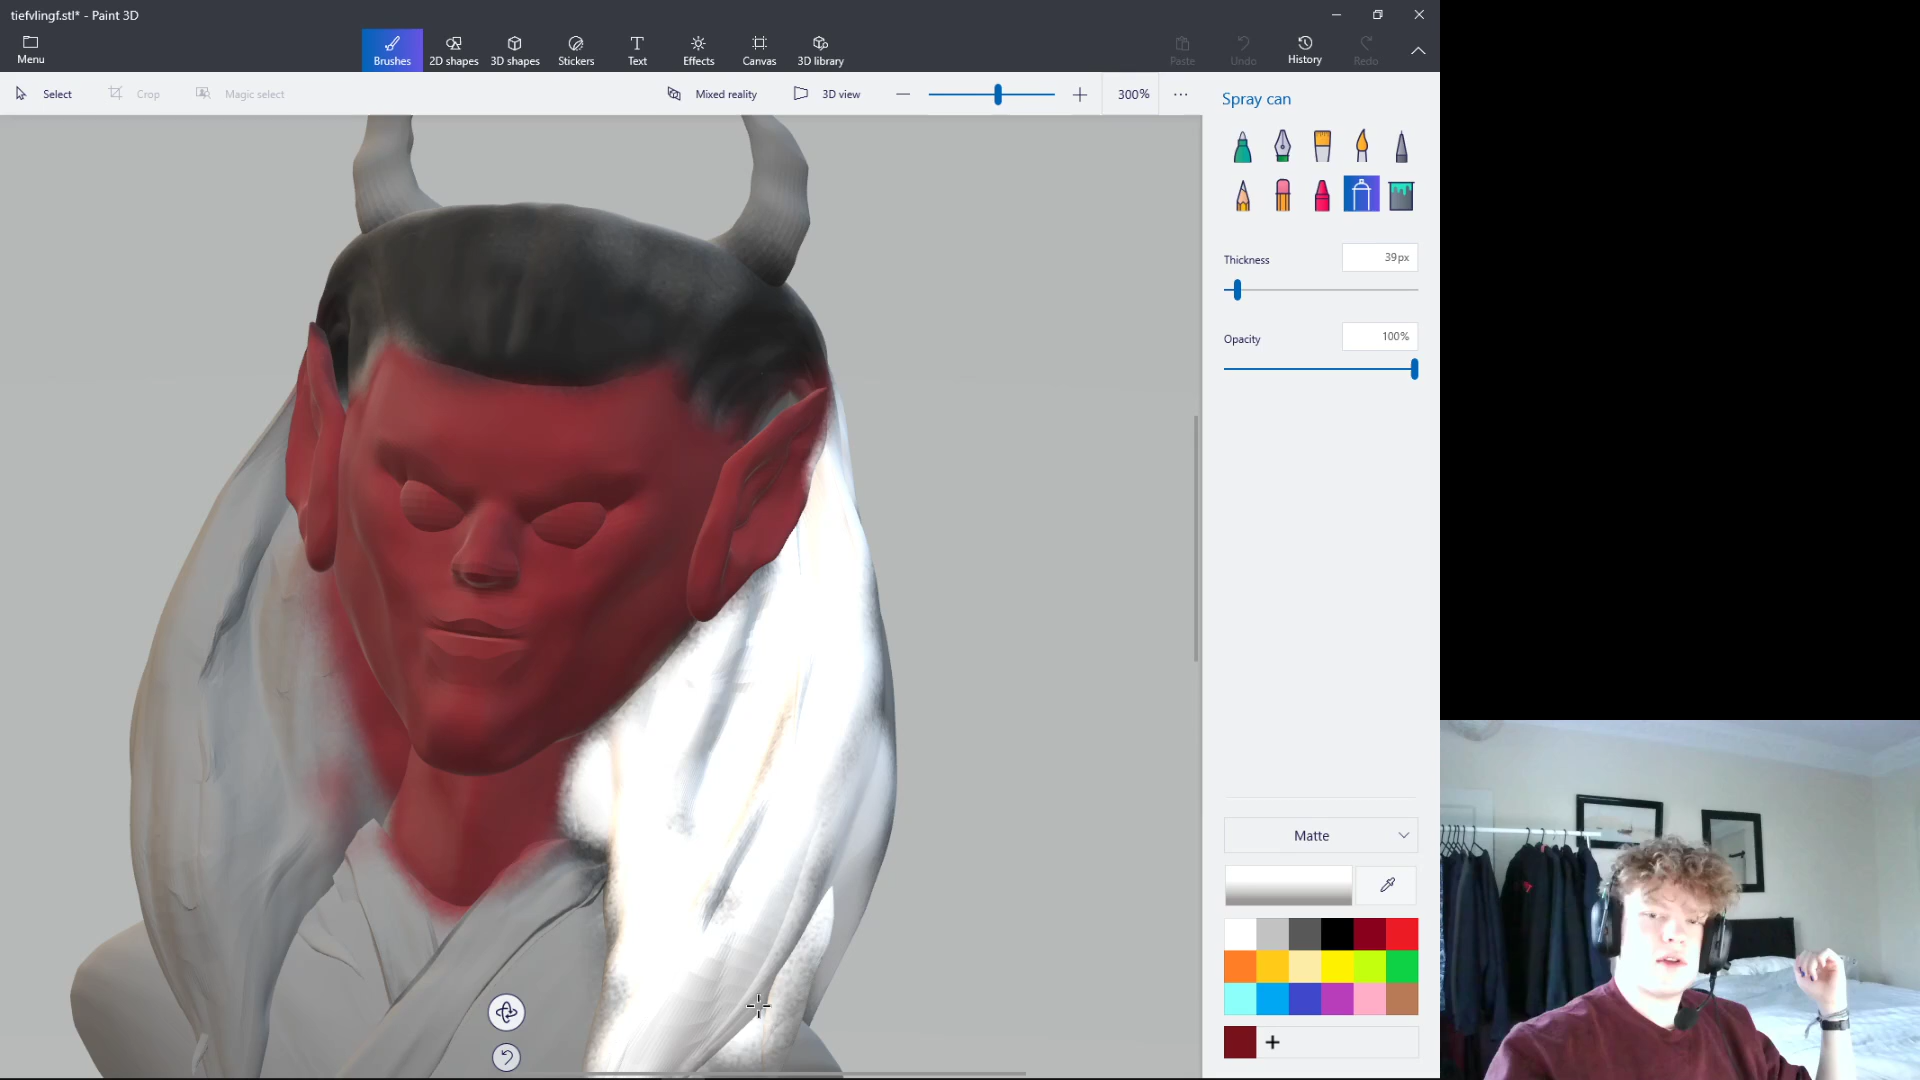 tiefvlingf.stl* - Paint 3D
Menu
Brushes
2D shapes
3D shapes
Stickers
Text
Effects
Canvas
3D library
Paste
Undo
History
Redo
Select
Crop
Magic select
Mixed reality
3D view
300%
Spray can
Thickness
39px
Opacity
100%
Matte